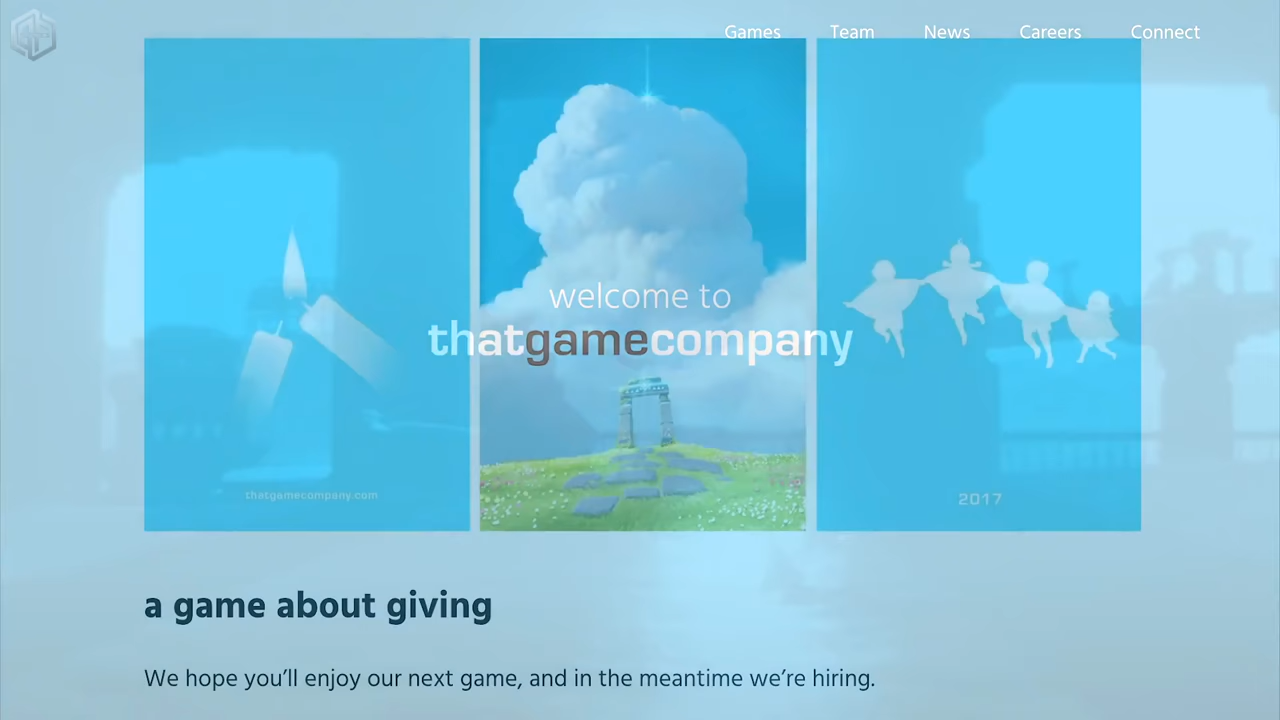 Games Team News Careers Connect
welcome to
thatgamecompany
thatgamecompany.com
2017
a game about giving
We hope you’ll enjoy our next game, and in the meantime we’re hiring.